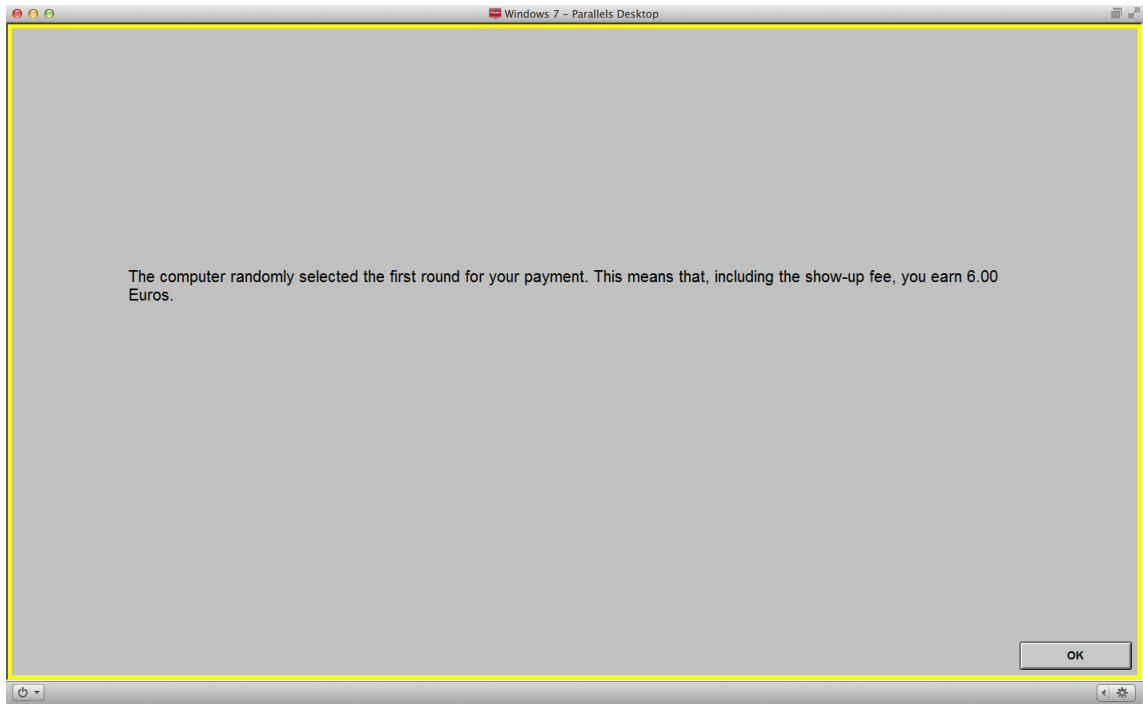 Windows 7 - Parallels Desktop
The computer randomly selected the first round for your payment. This means that, including the show-up fee, you earn 6.00
Euros.
OK